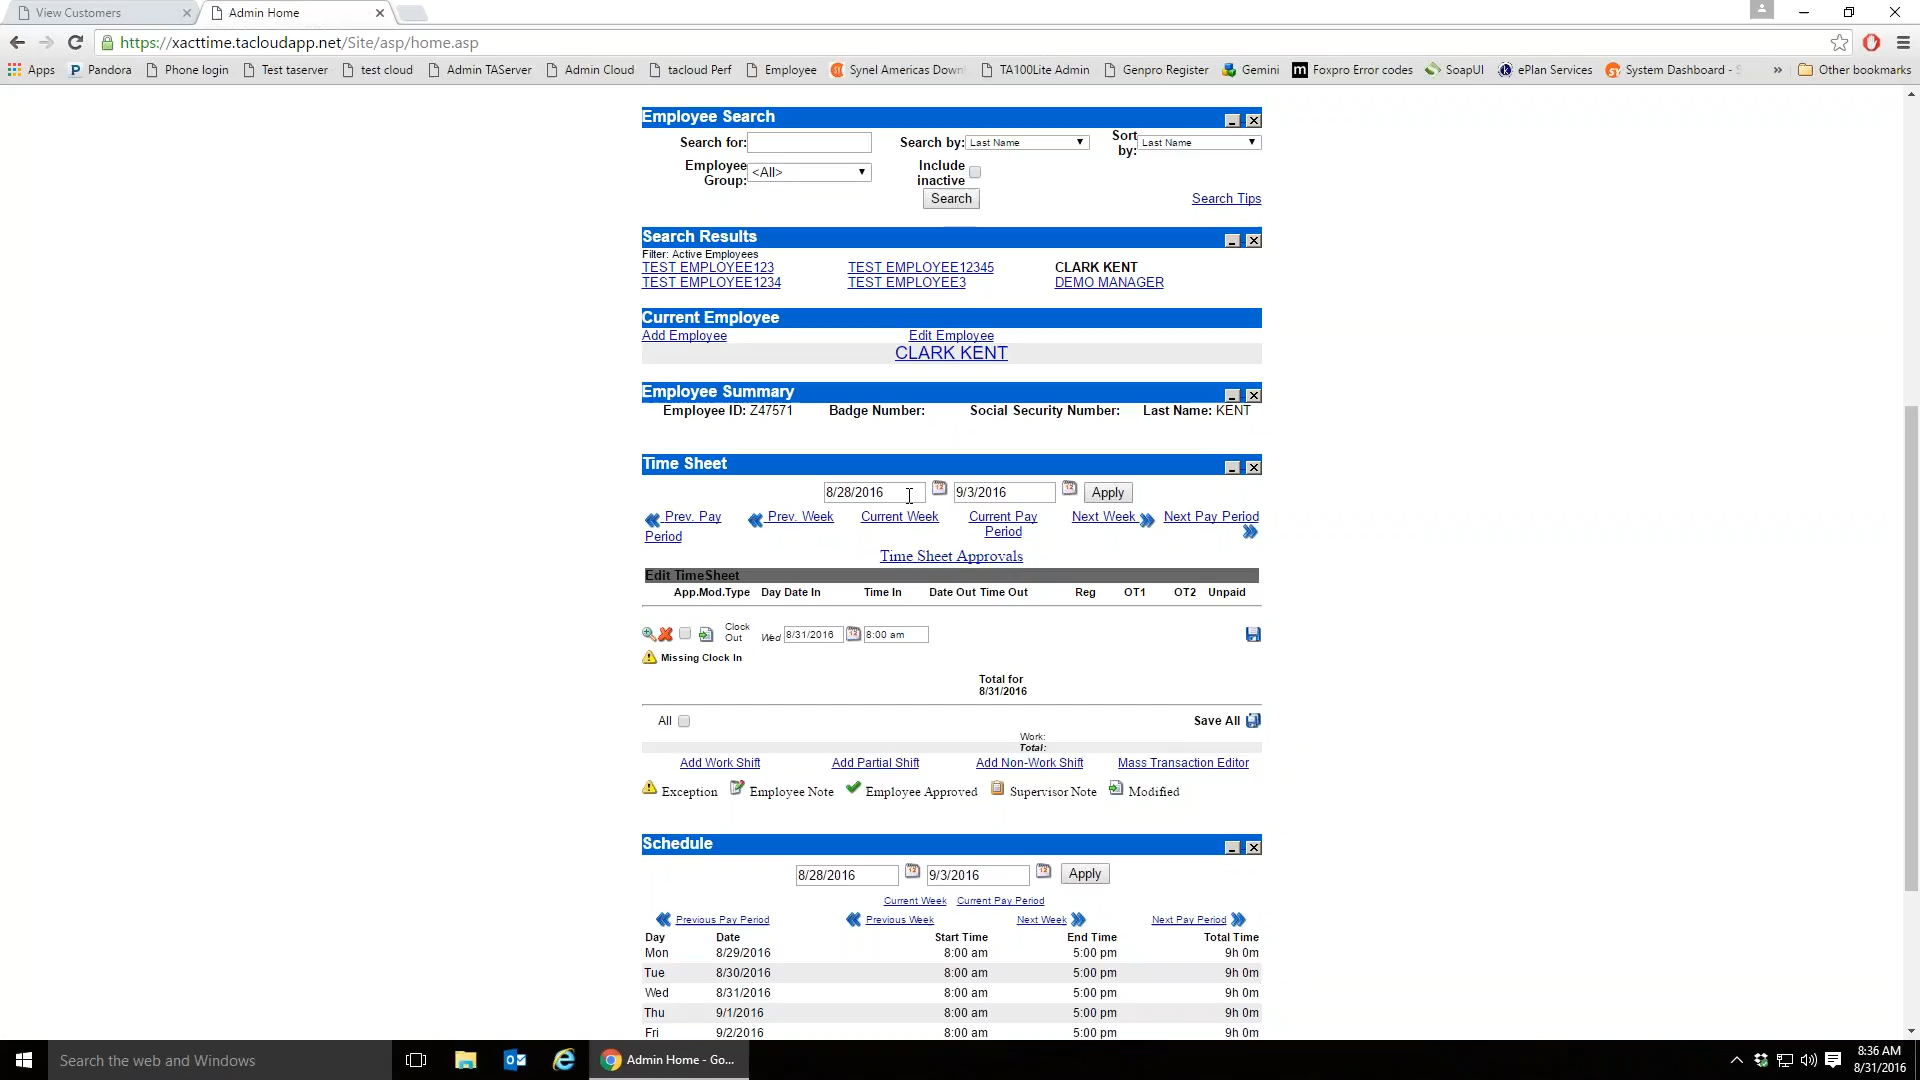 View Customers
Admin Home
https://xacttime.tacloudapp.net/Site/asp/home.asp
Apps Pandora Phone login Test taserver test cloud Admin TAServer Admin Cloud tacloud Perf Employee Synel Americas Down TA100Lite Admin Genpro Register Gemini Foxpro Error codes SoapUI ePlan Services System Dashboard - S » Other bookmarks
Employee Search
Search for: Search by: Last Name Sort by: Last Name
Employee Group: <All> Include inactive
Search Search Tips
Search Results
Filter: Active Employees
TEST EMPLOYEE123 TEST EMPLOYEE12345 CLARK KENT
TEST EMPLOYEE1234 TEST EMPLOYEE3 DEMO MANAGER
Current Employee
Add Employee Edit Employee
CLARK KENT
Employee Summary
Employee ID: Z47571 Badge Number: Social Security Number: Last Name: KENT
Time Sheet
8/28/2016 12 9/3/2016 12 Apply
Prev. Pay Period Prev. Week Current Week Current Pay Period Next Week Next Pay Period
Time Sheet Approvals
Edit TimeSheet
App.Mod.Type Day Date In Time In Date Out Time Out Reg OT1 OT2 Unpaid
Clock Out Wed 8/31/2016 12 8:00 am
Missing Clock In
Total for
8/31/2016
All Save All
Work:
Total:
Add Work Shift Add Partial Shift Add Non-Work Shift Mass Transaction Editor
Exception Employee Note Employee Approved Supervisor Note Modified
Schedule
8/28/2016 12 9/3/2016 12 Apply
Current Week Current Pay Period
Previous Pay Period Previous Week Next Week Next Pay Period
Day Date Start Time End Time Total Time
Mon 8/29/2016 8:00 am 5:00 pm 9h 0m
Tue 8/30/2016 8:00 am 5:00 pm 9h 0m
Wed 8/31/2016 8:00 am 5:00 pm 9h 0m
Thu 9/1/2016 8:00 am 5:00 pm 9h 0m
Fri 9/2/2016 8:00 am 5:00 pm 9h 0m
Search the web and Windows
Admin Home - Go...
8:36 AM
8/31/2016